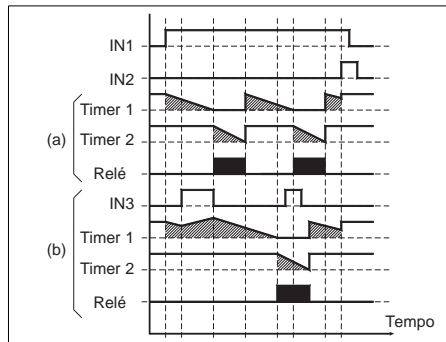 IN1
IN2
Timer 1
(a)
Timer 2
Relé
IN3
Timer 1
(b)
Timer 2
Relé
Tempo